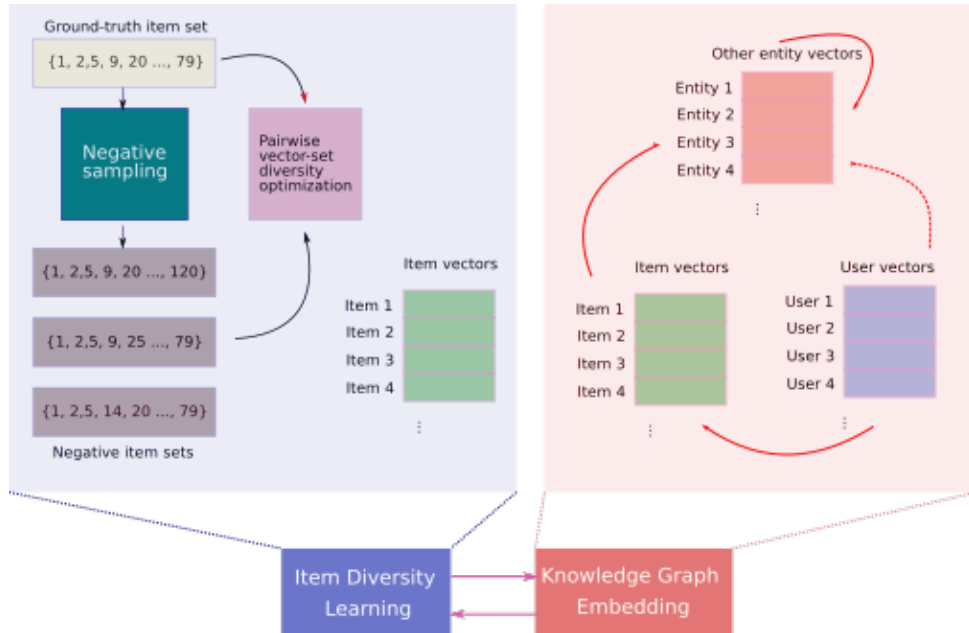 Ground-truth item set
{1, 2,5, 9, 20 ..., 79}
Negative
sampling
Pairwise
vector-set
diversity
optimization
{1, 2,5, 9, 20 ..., 120}
{1, 2,5, 9, 25 ..., 79}
{1, 2,5, 14, 20 ..., 79}
Negative item sets
Item vectors
Item 1
Item 2
Item 3
Item 4
⋮
Other entity vectors
Entity 1
Entity 2
Entity 3
Entity 4
⋮
Item vectors
Item 1
Item 2
Item 3
Item 4
⋮
User vectors
User 1
User 2
User 3
User 4
⋮
Item Diversity
Learning
Knowledge Graph
Embedding